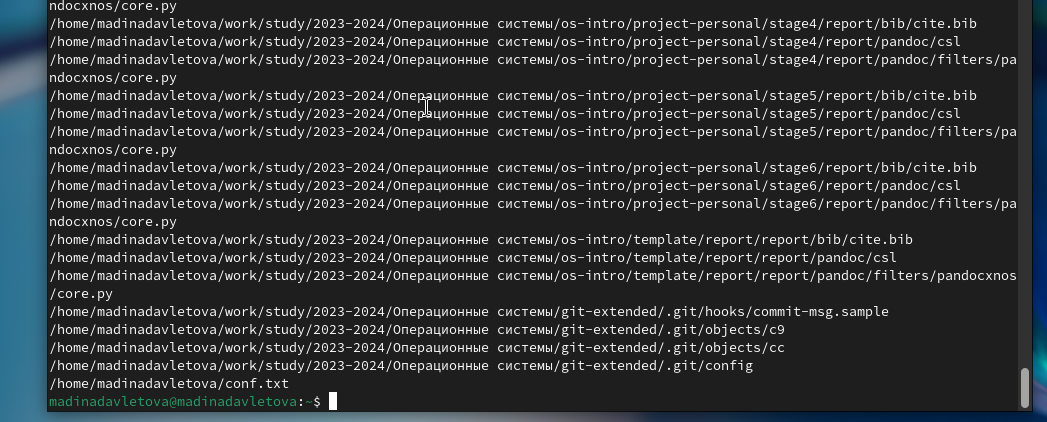 ndocxnos/core.py
/home/madinadavletova/work/study/2023-2024/Операционные системы/os-intro/project-personal/stage4/report/bib/cite.bib
/home/madinadavletova/work/study/2023-2024/Операционные системы/os-intro/project-personal/stage4/report/pandoc/csl
/home/madinadavletova/work/study/2023-2024/Операционные системы/os-intro/project-personal/stage4/report/pandoc/filters/pa
ndocxnos/core.py
/home/madinadavletova/work/study/2023-2024/Операционные системы/os-intro/project-personal/stage5/report/bib/cite.bib
/home/madinadavletova/work/study/2023-2024/Операционные системы/os-intro/project-personal/stage5/report/pandoc/csl
/home/madinadavletova/work/study/2023-2024/Операционные системы/os-intro/project-personal/stage5/report/pandoc/filters/pa
ndocxnos/core.py
/home/madinadavletova/work/study/2023-2024/Операционные системы/os-intro/project-personal/stage6/report/bib/cite.bib
/home/madinadavletova/work/study/2023-2024/Операционные системы/os-intro/project-personal/stage6/report/pandoc/csl
/home/madinadavletova/work/study/2023-2024/Операционные системы/os-intro/project-personal/stage6/report/pandoc/filters/pa
ndocxnos/core.py
/home/madinadavletova/work/study/2023-2024/Операционные системы/os-intro/template/report/report/bib/cite.bib
/home/madinadavletova/work/study/2023-2024/Операционные системы/os-intro/template/report/report/pandoc/csl
/home/madinadavletova/work/study/2023-2024/Операционные системы/os-intro/template/report/report/pandoc/filters/pandocxnos
/core.py
/home/madinadavletova/work/study/2023-2024/Операционные системы/git-extended/.git/hooks/commit-msg.sample
/home/madinadavletova/work/study/2023-2024/Операционные системы/git-extended/.git/objects/c9
/home/madinadavletova/work/study/2023-2024/Операционные системы/git-extended/.git/objects/cc
/home/madinadavletova/work/study/2023-2024/Операционные системы/git-extended/.git/config
/home/madinadavletova/conf.txt
madinadavletova@madinadavletova:~$